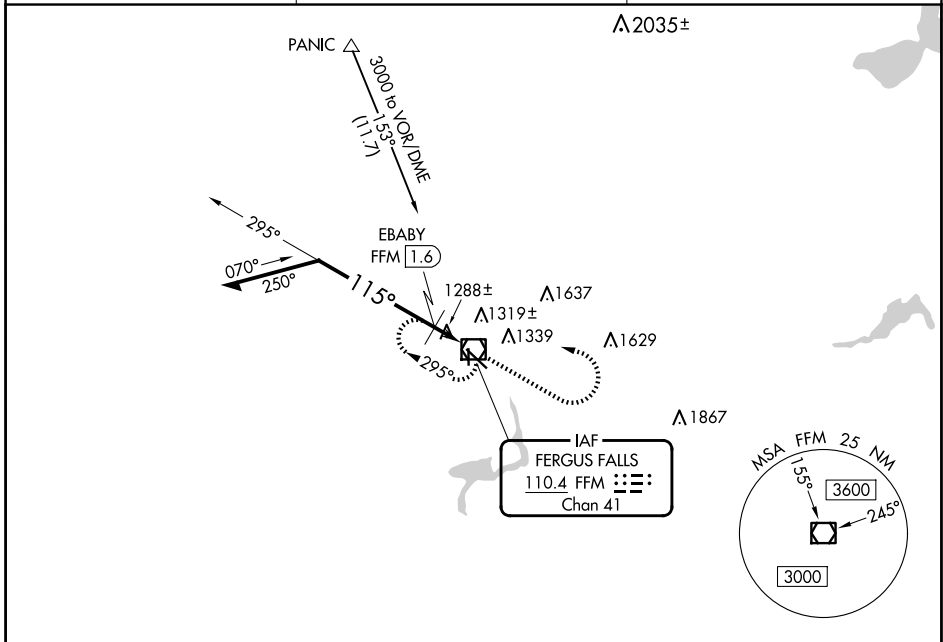 2035±
PANIC
3000 to VOR/DME
153°
(11.7)
295°
EBABY
FFM 1.6
070°
250°
115°
1288±
1637
1319±
1339
1629
295°
1867
IAF
FERGUS FALLS
110.4 FFM
Chan 41
MSA FFM 25 NM
155°
3600
245°
3000